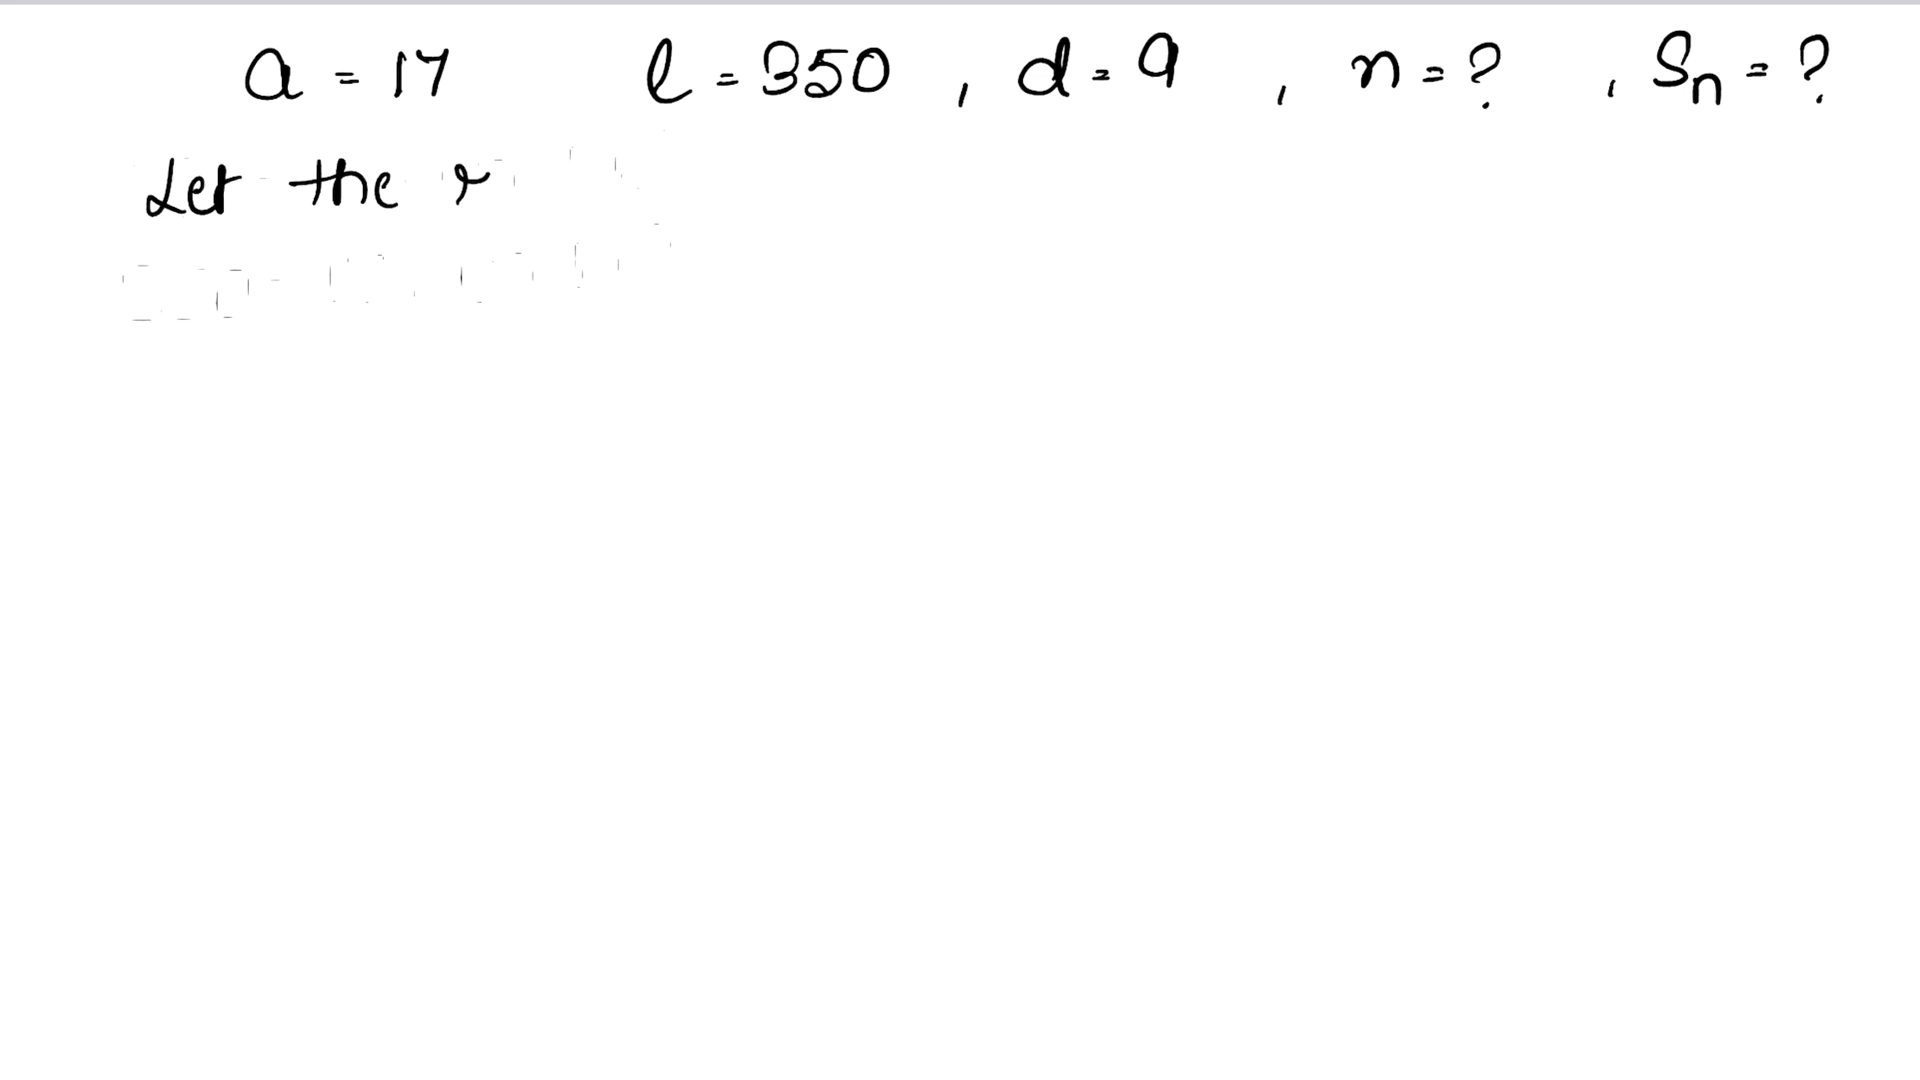 a = 17 l = 350 , d = 9 , n = ? , Sn = ?
Let the